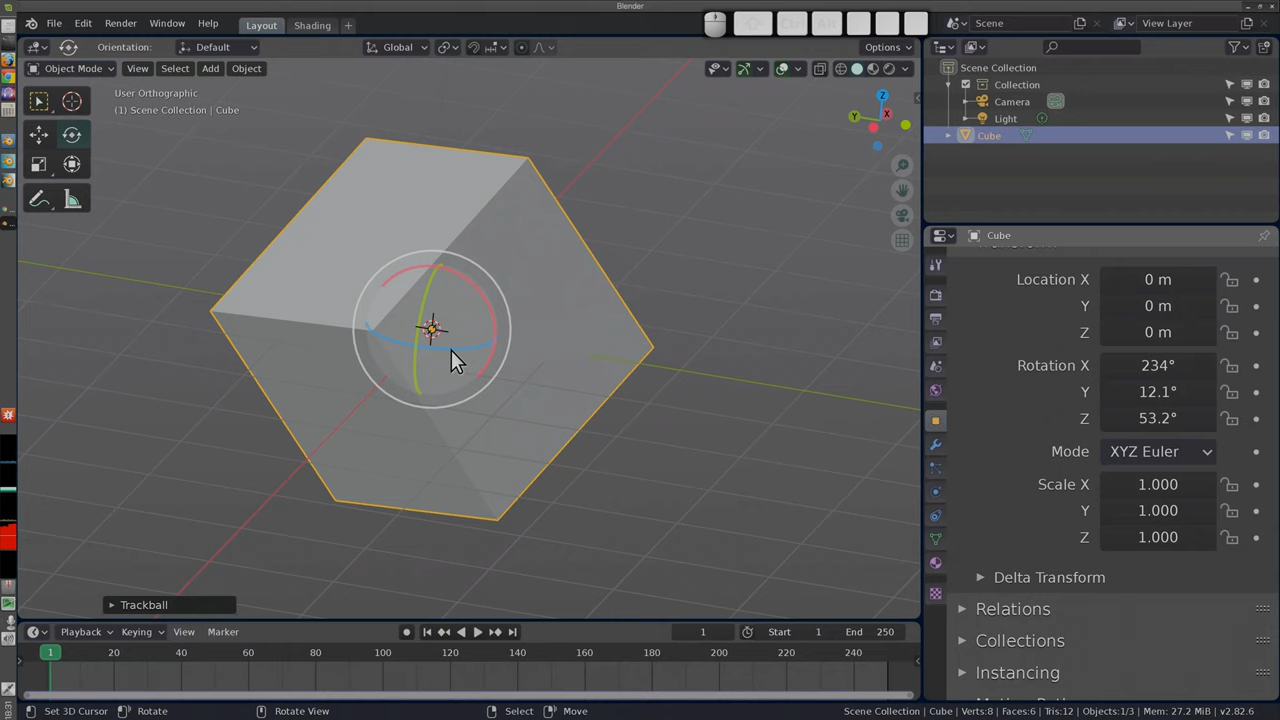 Blender
File Edit Render Window Help Layout Shading + Scene View Layer
Ctrl Alt
Orientation: Default Global Options
Object Mode View Select Add Object
User Orthographic
(1) Scene Collection | Cube
Z
Y X
Scene Collection
Collection
Camera
Light
Cube
Cube
Location X 0 m
Y 0 m
Z 0 m
Rotation X 234°
Y 12.1°
Z 53.2°
Mode XYZ Euler
Scale X 1.000
Y 1.000
Z 1.000
Delta Transform
Relations
Collections
Instancing
Trackball
Playback Keying View Marker 1 Start 1 End 250
1 20 40 60 80 100 120 140 160 180 200 220 240
18:31
Set 3D Cursor Rotate Rotate View Select Move Scene Collection | Cube | Verts:8 | Faces:6 | Tris:12 | Objects:1/3 | Mem: 27.2 MiB | v2.82.6